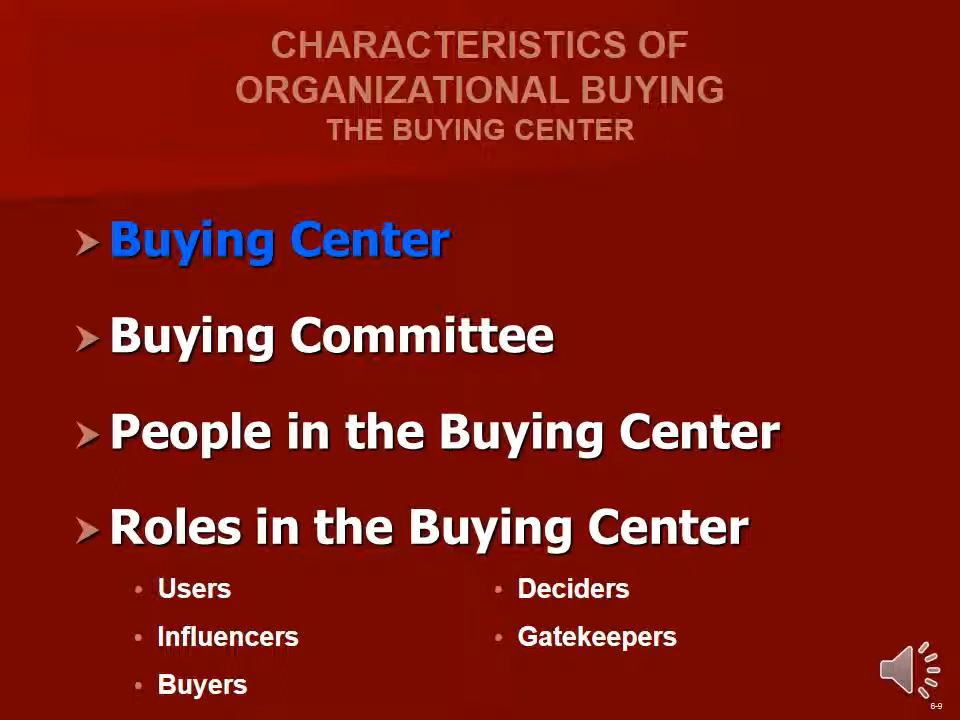 CHARACTERISTICS OF
ORGANIZATIONAL BUYING
THE BUYING CENTER
Buying Center
Buying Committee
People in the Buying Center
Roles in the Buying Center
• Users
• Influencers
• Buyers
• Deciders
• Gatekeepers
6-9